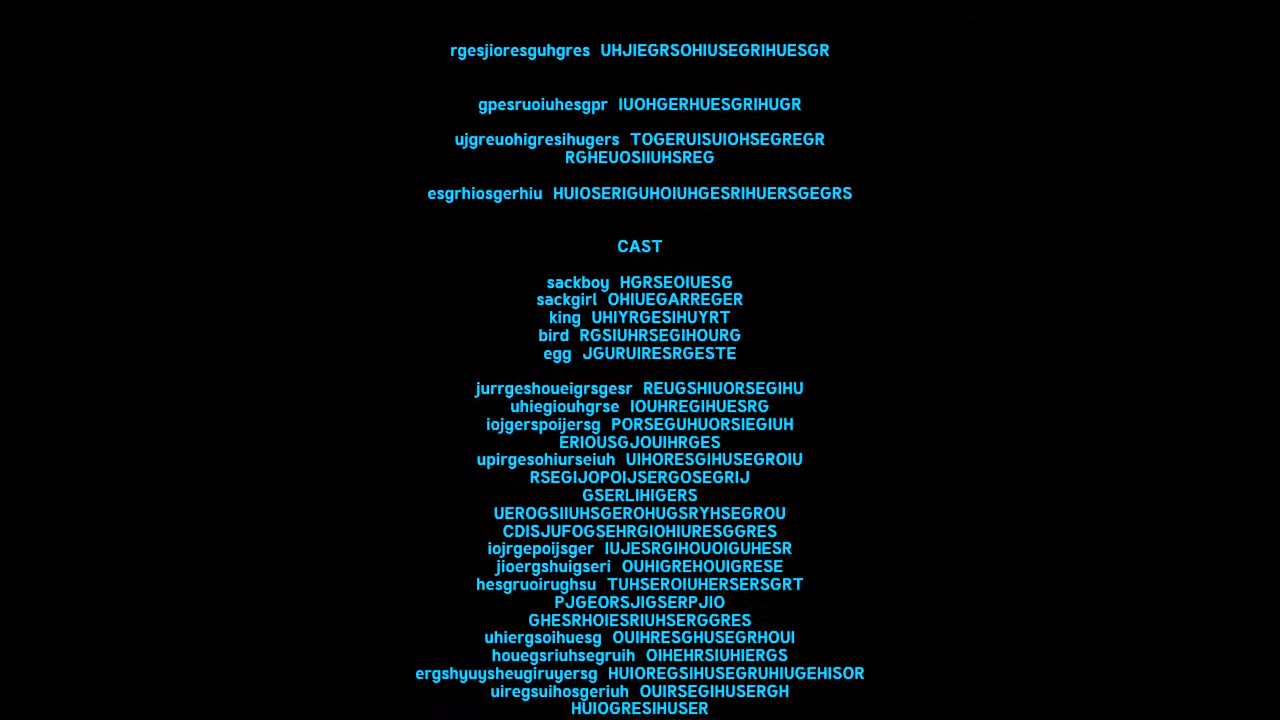 rgesjioresguhgres UHJIEGRSOHIUSEGRIHUESGR
gpesruoiuhesgpr IUOHGERHUESGRIHUGR
ujgreuohigresihugers TOGERUISUIOHSEGREGR
RGHEUOSIIUHSREG
esgrhiosgerhiu HUIOSERIGUHOIUHGESRIHUERSGEGRS
CAST
sackboy HGRSEOIUESG
sackgirl OHIUEGARREGER
king UHIYRGESIHUYRT
bird RGSIUHRSEGIHOURG
egg JGURUIRESRGESTE
jurrgeshoueigrsgesr REUGSHIUORSEGIHU
uhiegiouhgrse IOUHREGIHUESRG
iojgerspoijersg PORSEGUHUORSIEGIUH
ERIOUSGJOUIHRGES
upirgesohiurseiuh UIHORESGIHUSEGROIU
RSEGIJOPOIJSERGOSEGRIJ
GSERLIHIGERS
UEROGSIIUHSGEROHUGSRYHSEGROU
CDISJUFOGSEHRGIOHIURESGGRES
iojrgepoijsger IUJESRGIHOUOIGUHESR
jioergshuigseri OUHIGREHOUIGRESE
hesgruoirughsu TUHSEROIUHERSERSGRT
PJGEORSJIGSERPJIO
GHESRHOIESRIUHSERGGRES
uhiergsoihuesg OUIHRESGHUSEGRHOUI
houegsriuhsegruih OIHEHRSIUHIERGS
ergshyuysheugiruyersg HUIOREGSIHUSEGRUHIUGEHISOR
uiregsuihosgeriuh OUIRSEGIHUSERGH
HUIOGRESIHUSER